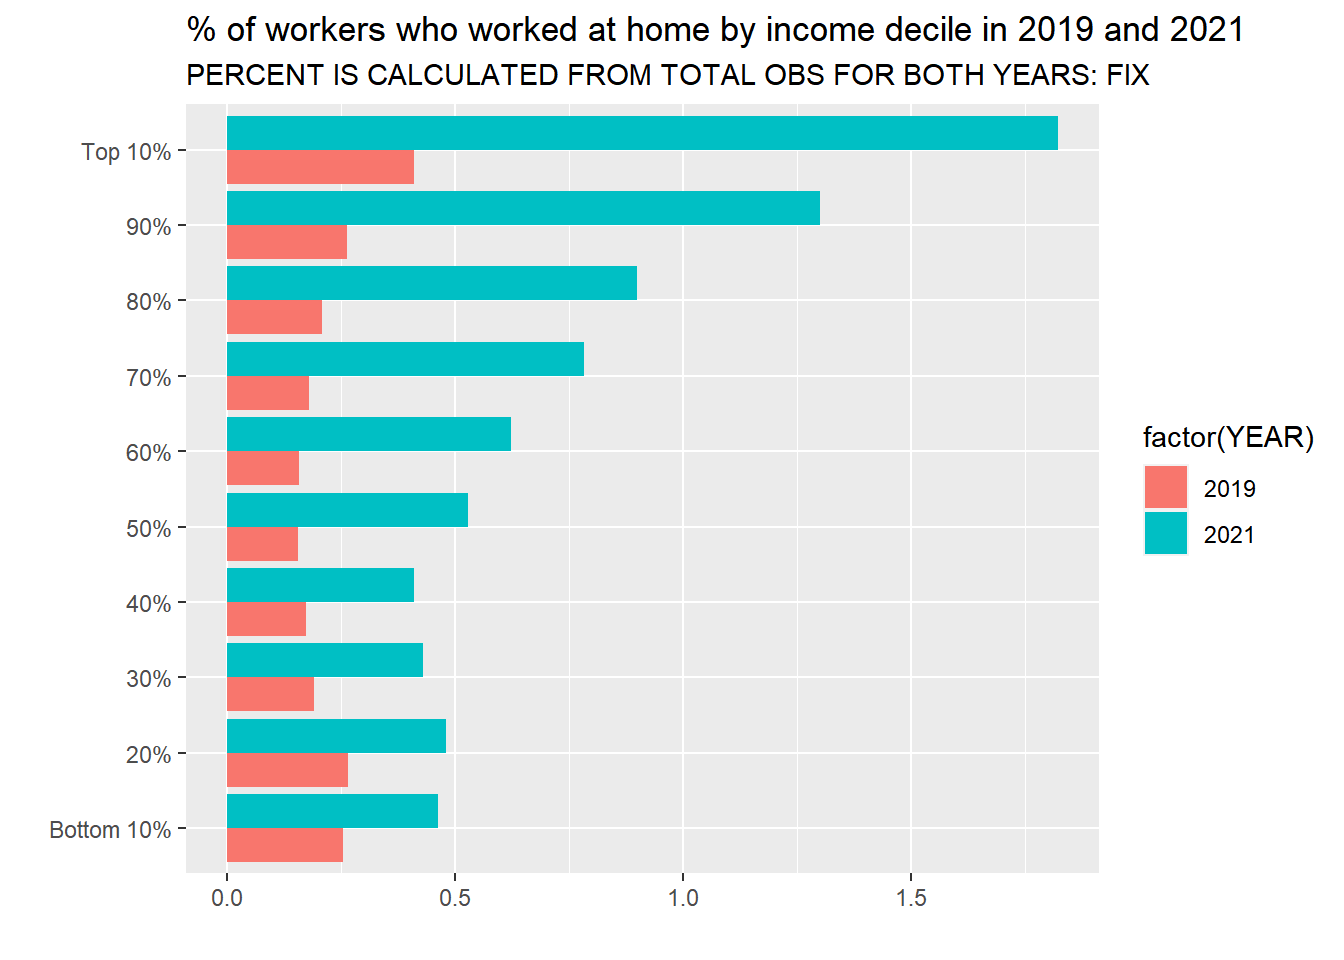 % of workers who worked at home by income decile in 2019 and 2021
PERCENT IS CALCULATED FROM TOTAL OBS FOR BOTH YEARS: FIX
Top 10%
90%
80%
70%
60%
50%
40%
30%
20%
Bottom 10%
0.0
0.5
1.0
1.5
factor(YEAR)
2019
2021